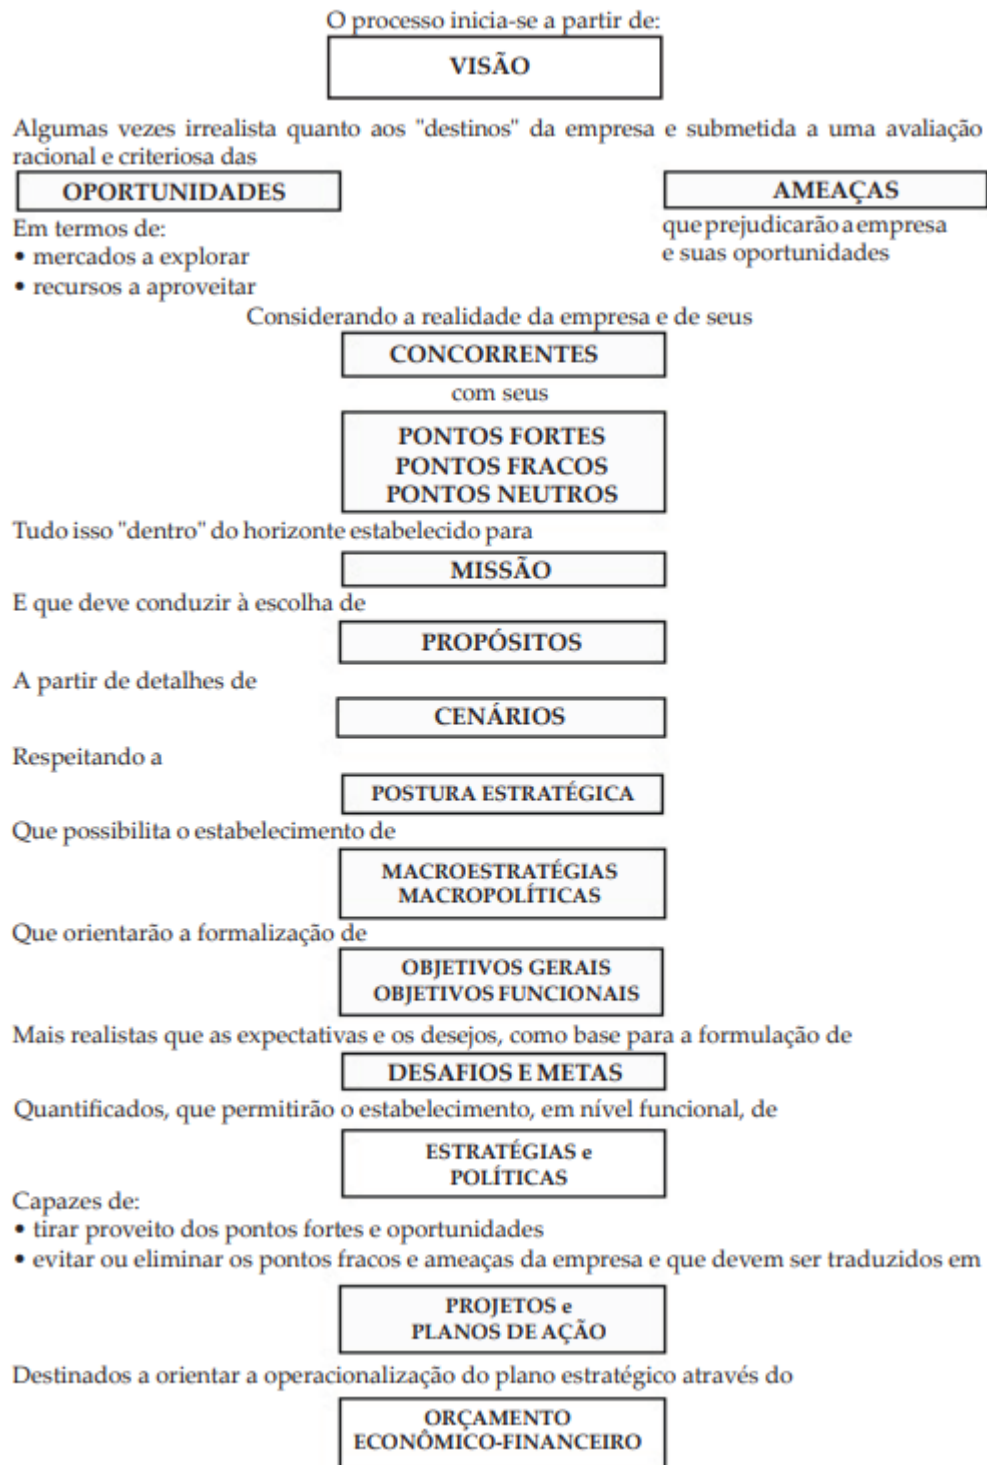 O processo inicia-se a partir de:
VISÃO
Algumas vezes irrealista quanto aos "destinos" da empresa e submetida a uma avaliação
racional e criteriosa das
OPORTUNIDADES
Em termos de:
• mercados a explorar
• recursos a aproveitar
AMEAÇAS
que prejudicarão a empresa
e suas oportunidades
Considerando a realidade da empresa e de seus
CONCORRENTES
com seus
PONTOS FORTES
PONTOS FRACOS
PONTOS NEUTROS
Tudo isso "dentro" do horizonte estabelecido para
MISSÃO
E que deve conduzir à escolha de
PROPÓSITOS
A partir de detalhes de
CENÁRIOS
Respeitando a
POSTURA ESTRATÉGICA
Que possibilita o estabelecimento de
MACROESTRATÉGIAS
MACROPOLÍTICAS
Que orientarão a formalização de
OBJETIVOS GERAIS
OBJETIVOS FUNCIONAIS
Mais realistas que as expectativas e os desejos, como base para a formulação de
DESAFIOS E METAS
Quantificados, que permitirão o estabelecimento, em nível funcional, de
ESTRATÉGIAS e
POLÍTICAS
Capazes de:
• tirar proveito dos pontos fortes e oportunidades
• evitar ou eliminar os pontos fracos e ameaças da empresa e que devem ser traduzidos em
PROJETOS e
PLANOS DE AÇÃO
Destinados a orientar a operacionalização do plano estratégico através do
ORÇAMENTO
ECONÔMICO-FINANCEIRO